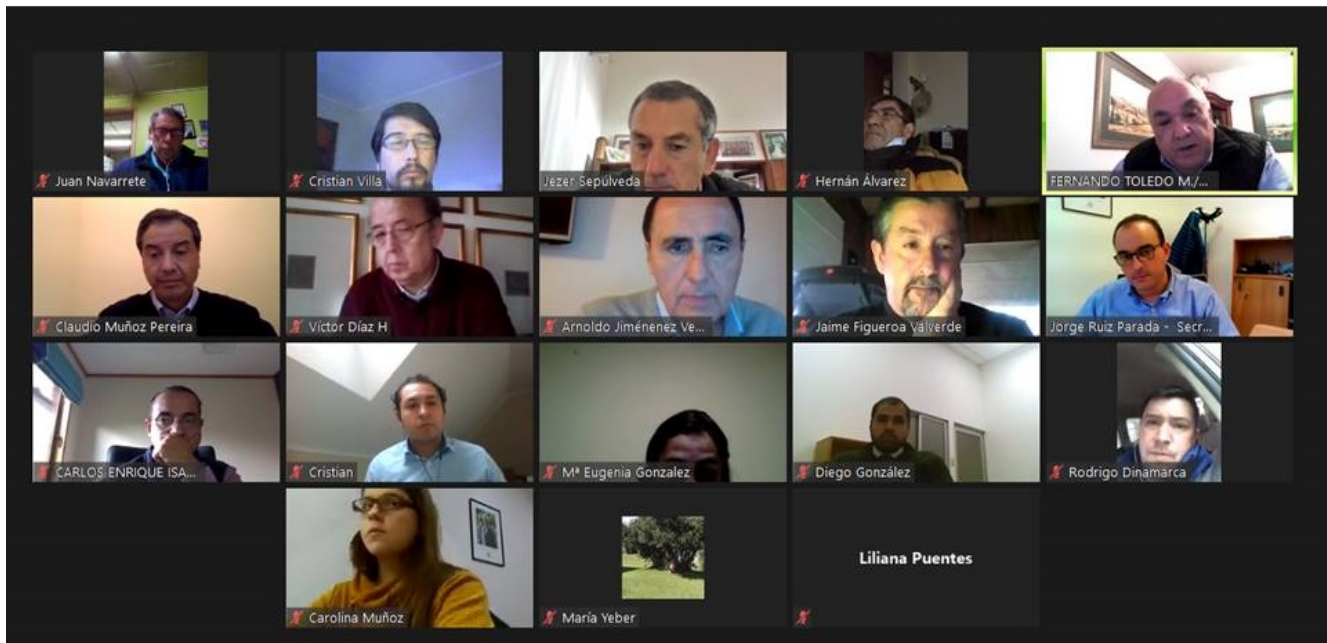 Juan Navarrete
Cristian Villa
Jezer Sepúlveda
Hernán Álvarez
FERNANDO TOLEDO M./...
Claudio Muñoz Pereira
Víctor Díaz H
Arnoldo Jiménenez Ve...
Jaime Figueroa Valverde
Jorge Ruiz Parada - Secr...
CARLOS ENRIQUE ISA...
Cristian
Mª Eugenia Gonzalez
Diego González
Rodrigo Dinamarca
Carolina Muñoz
María Yeber
Liliana Puentes